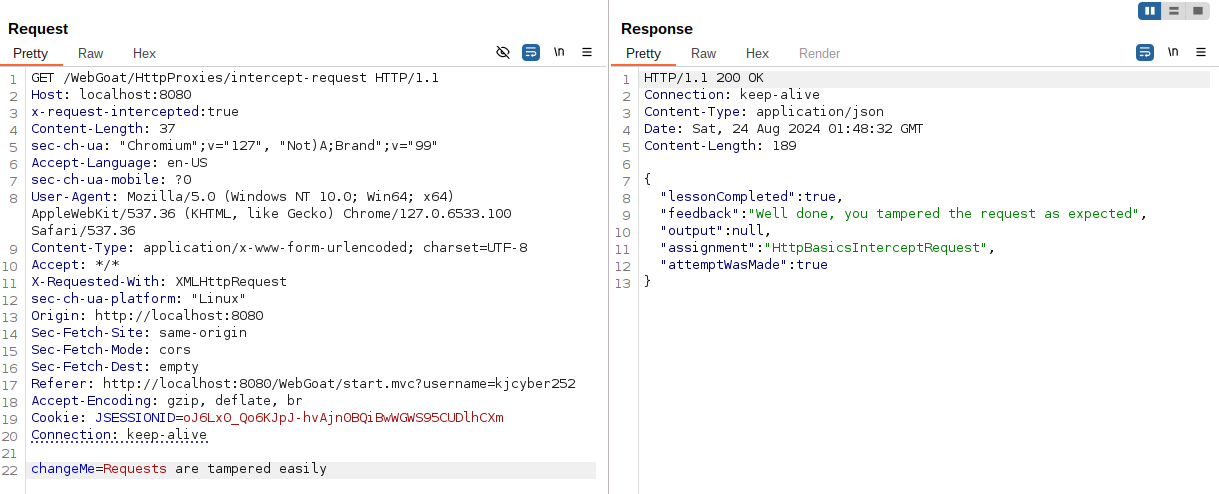 Request
Pretty Raw Hex \n
1 GET /WebGoat/HttpProxies/intercept-request HTTP/1.1
2 Host: localhost:8080
3 x-request-intercepted:true
4 Content-Length: 37
5 sec-ch-ua: "Chromium";v="127", "Not)A;Brand";v="99"
6 Accept-Language: en-US
7 sec-ch-ua-mobile: ?0
8 User-Agent: Mozilla/5.0 (Windows NT 10.0; Win64; x64)
AppleWebKit/537.36 (KHTML, like Gecko) Chrome/127.0.6533.100
Safari/537.36
9 Content-Type: application/x-www-form-urlencoded; charset=UTF-8
10 Accept: */*
11 X-Requested-With: XMLHttpRequest
12 sec-ch-ua-platform: "Linux"
13 Origin: http://localhost:8080
14 Sec-Fetch-Site: same-origin
15 Sec-Fetch-Mode: cors
16 Sec-Fetch-Dest: empty
17 Referer: http://localhost:8080/WebGoat/start.mvc?username=kjcyber252
18 Accept-Encoding: gzip, deflate, br
19 Cookie: JSESSIONID=oJ6Lx0_Qo6KJpJ-hvAjn0BQiBwWGWS95CUDlhCXm
20 Connection: keep-alive
21
22 changeMe=Requests are tampered easily
Response
Pretty Raw Hex Render \n
1 HTTP/1.1 200 OK
2 Connection: keep-alive
3 Content-Type: application/json
4 Date: Sat, 24 Aug 2024 01:48:32 GMT
5 Content-Length: 189
6
7 {
8 "lessonCompleted":true,
9 "feedback":"Well done, you tampered the request as expected",
10 "output":null,
11 "assignment":"HttpBasicsInterceptRequest",
12 "attemptWasMade":true
13 }